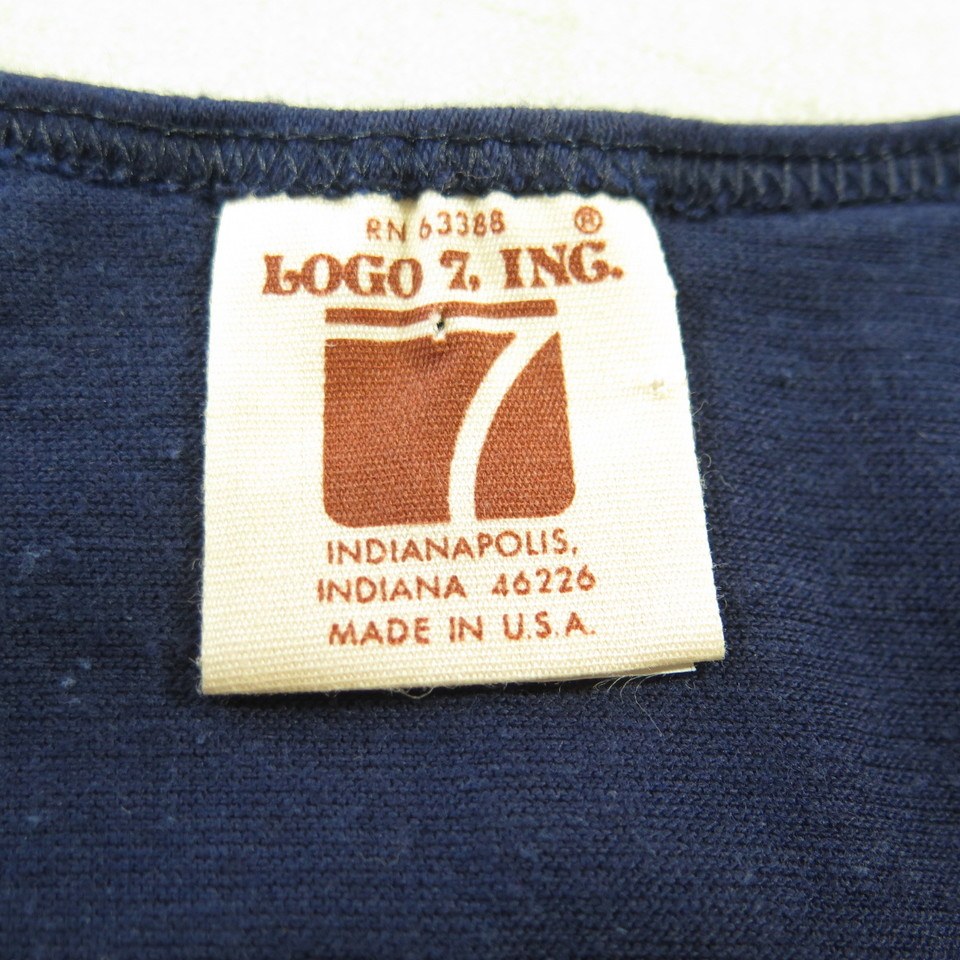 RN 63388 ®
LOGO 7, INC.
7
INDIANAPOLIS,
INDIANA 46226
MADE IN U.S.A.